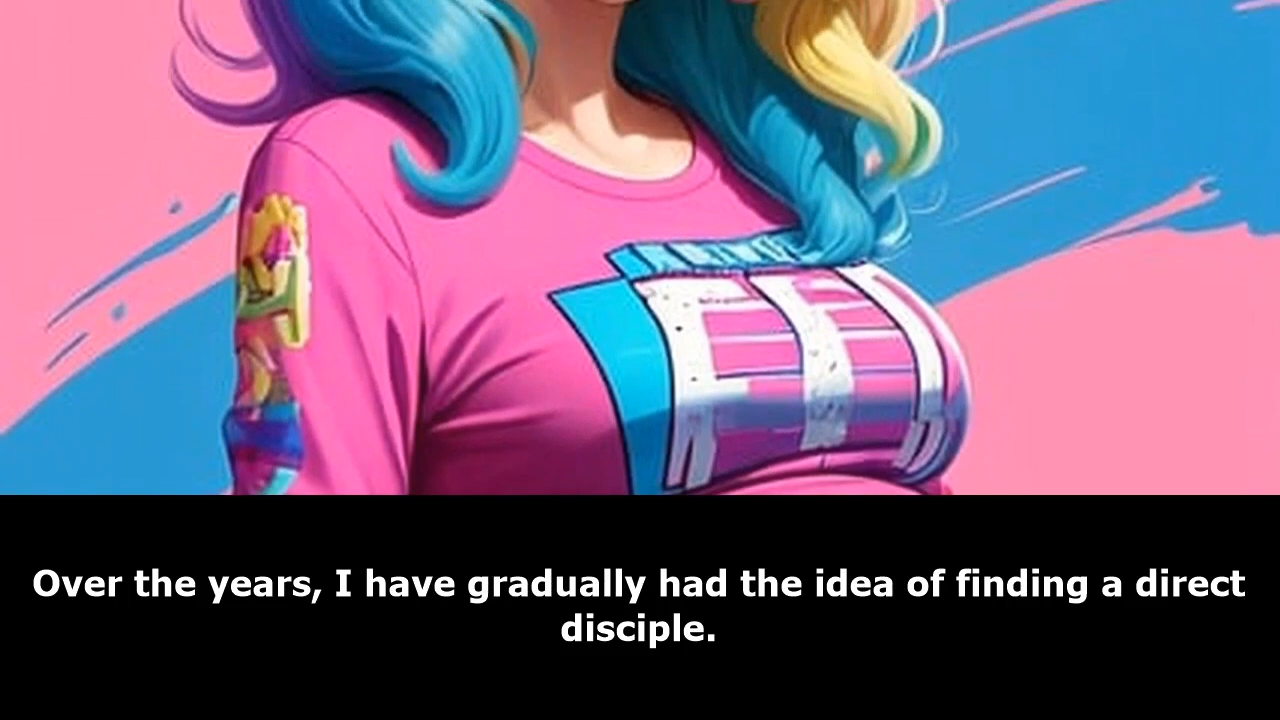 Over the years, I have gradually had the idea of finding a direct
disciple.